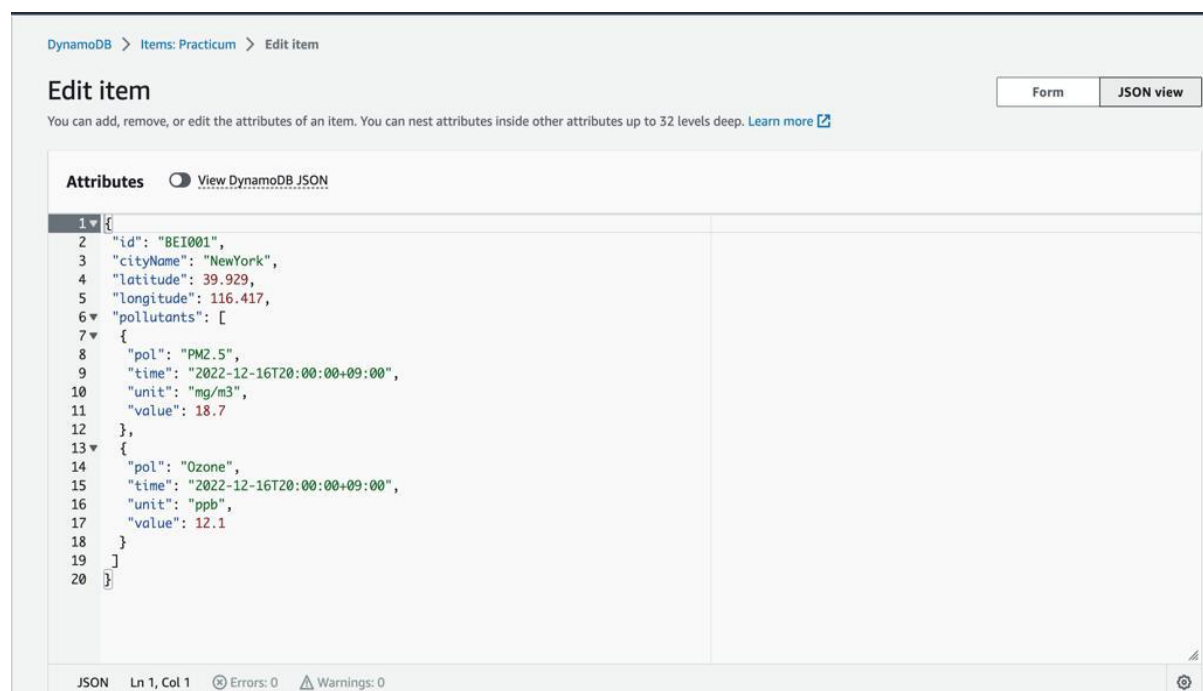 DynamoDB > Items: Practicum > Edit item
Edit item
Form JSON view
You can add, remove, or edit the attributes of an item. You can nest attributes inside other attributes up to 32 levels deep. Learn more
Attributes View DynamoDB JSON
1 {
2 "id": "BEI001",
3 "cityName": "NewYork",
4 "latitude": 39.929,
5 "longitude": 116.417,
6 "pollutants": [
7 {
8 "pol": "PM2.5",
9 "time": "2022-12-16T20:00:00+09:00",
10 "unit": "mg/m3",
11 "value": 18.7
12 },
13 {
14 "pol": "Ozone",
15 "time": "2022-12-16T20:00:00+09:00",
16 "unit": "ppb",
17 "value": 12.1
18 }
19 ]
20 }
JSON Ln 1, Col 1 Errors: 0 Warnings: 0